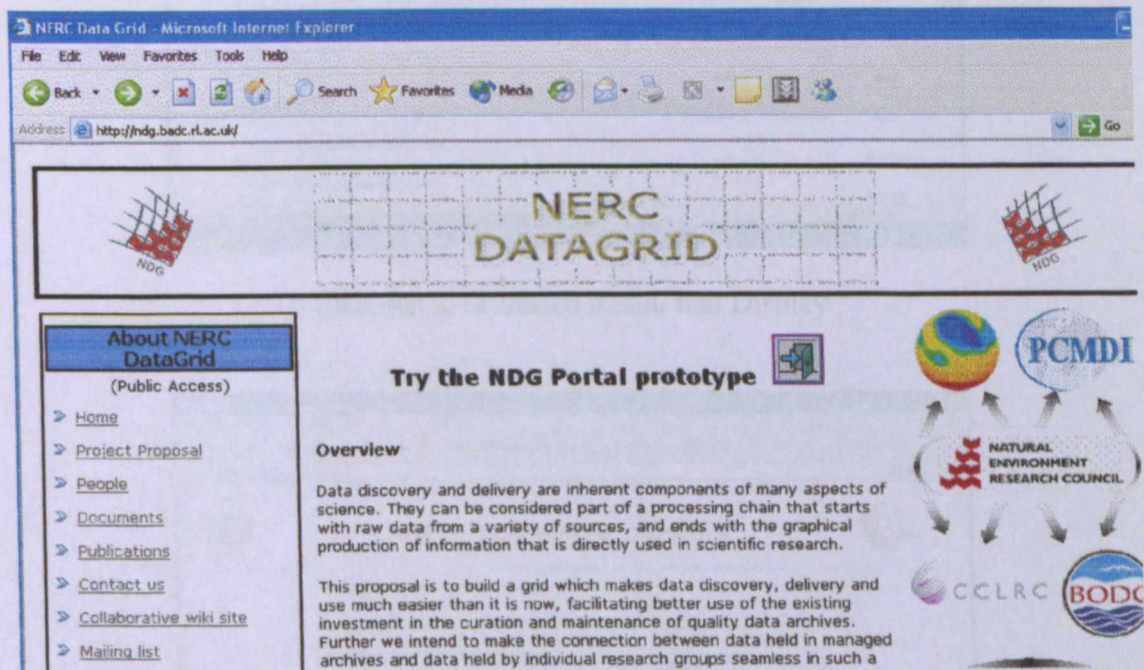 NERC Data Grid - Microsoft Internet Explorer
File Edit View Favorites Tools Help
Back Search Favorites Media
Address http://ndg.badc.rl.ac.uk/ Go
NERC
DATAGRID
NDG
NDG
About NERC
DataGrid
(Public Access)
Home
Project Proposal
People
Documents
Publications
Contact us
Collaborative wiki site
Mailing list
Try the NDG Portal prototype
Overview
Data discovery and delivery are inherent components of many aspects of
science. They can be considered part of a processing chain that starts
with raw data from a variety of sources, and ends with the graphical
production of information that is directly used in scientific research.
This proposal is to build a grid which makes data discovery, delivery and
use much easier than it is now, facilitating better use of the existing
investment in the curation and maintenance of quality data archives.
Further we intend to make the connection between data held in managed
archives and data held by individual research groups seamless in such a
PCMDI
NATURAL
ENVIRONMENT
RESEARCH COUNCIL
CCLRC
BODC